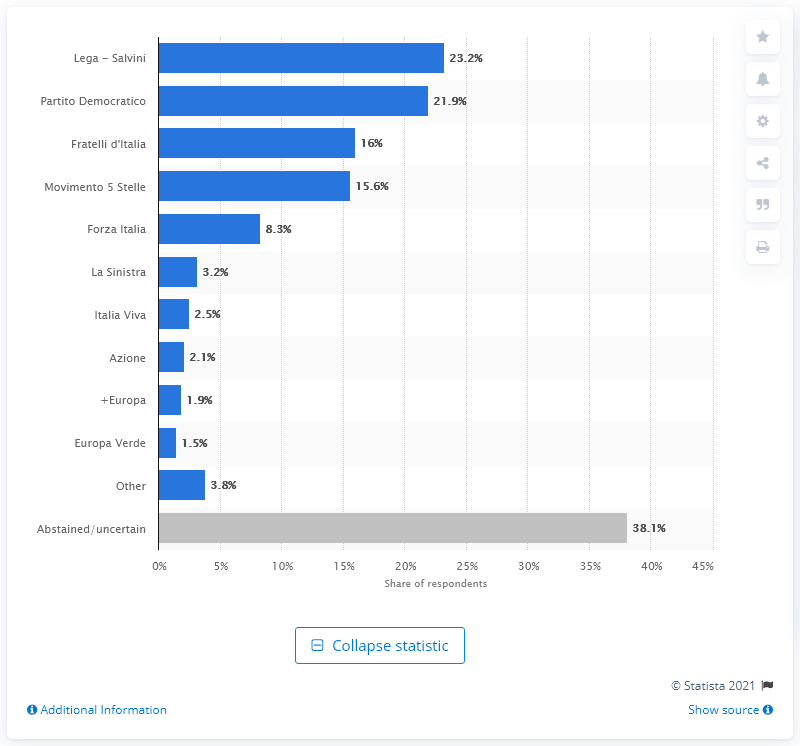 Lega – Salvini 23.2%
Partito Democratico 21.9%
Fratelli d'Italia 16%
Movimento 5 Stelle 15.6%
Forza Italia 8.3%
La Sinistra 3.2%
Italia Viva 2.5%
Azione 2.1%
+Europa 1.9%
Europa Verde 1.5%
Other 3.8%
Abstained/uncertain 38.1%
0% 5% 10% 15% 20% 25% 30% 35% 40% 45%
Share of respondents
Collapse statistic
© Statista 2021
Additional Information Show source